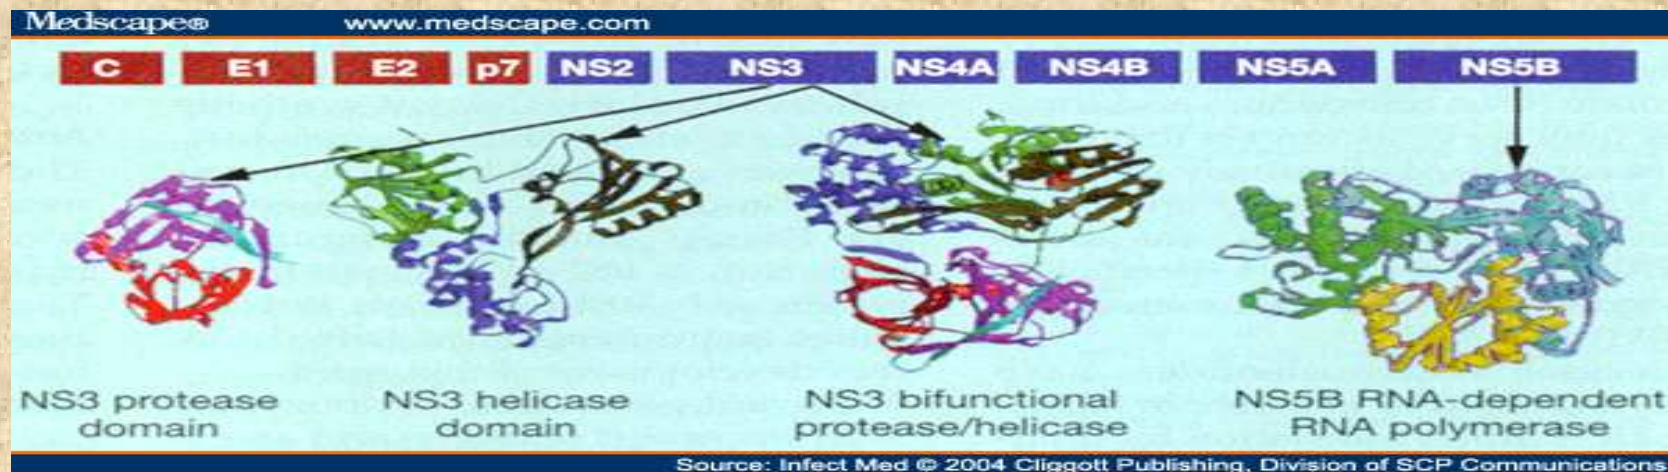 Medscape® www.medscape.com
C E1 E2 p7 NS2 NS3 NS4A NS4B NS5A NS5B
NS3 protease domain
NS3 helicase domain
NS3 bifunctional protease/helicase
NS5B RNA-dependent RNA polymerase
Source: Infect Med © 2004 Cliggott Publishing, Division of SCP Communications